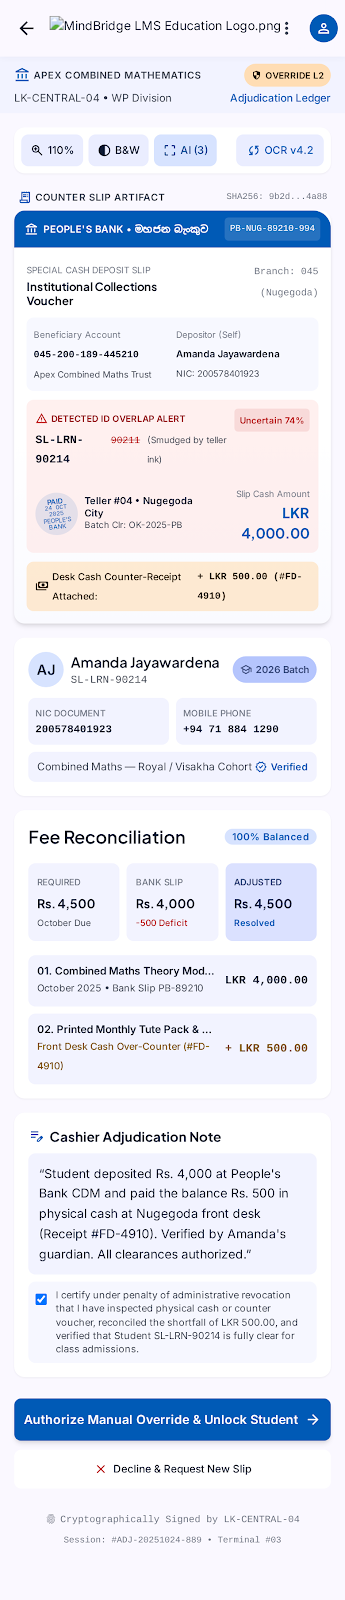 MindBridge LMS Education Logo.png
APEX COMBINED MATHEMATICS
OVERRIDE L2
LK-CENTRAL-04 • WP Division
Adjudication Ledger
110%
B&W
AI (3)
OCR v4.2
COUNTER SLIP ARTIFACT
SHA256: 9b2d...4a88
PEOPLE'S BANK • මහජන බැංකුව
PB-NUG-89210-994
SPECIAL CASH DEPOSIT SLIP
Institutional Collections
Voucher
Branch: 045
(Nugegoda)
Beneficiary Account
045-200-189-445210
Apex Combined Maths Trust
Depositor (Self)
Amanda Jayawardena
NIC: 200578401923
DETECTED ID OVERLAP ALERT
Uncertain 74%
SL-LRN-
90214
90211
(Smudged by teller
ink)
PAID
24 OCT
2025
PEOPLE'S
BANK
Teller #04 • Nugegoda
City
Batch Clr: OK-2025-PB
Slip Cash Amount
LKR
4,000.00
Desk Cash Counter-Receipt
Attached:
+ LKR 500.00 (#FD-
4910)
AJ
Amanda Jayawardena
SL-LRN-90214
2026 Batch
NIC DOCUMENT
200578401923
MOBILE PHONE
+94 71 884 1290
Combined Maths — Royal / Visakha Cohort
Verified
Fee Reconciliation
100% Balanced
REQUIRED
Rs. 4,500
October Due
BANK SLIP
Rs. 4,000
-500 Deficit
ADJUSTED
Rs. 4,500
Resolved
01. Combined Maths Theory Mod...
October 2025 • Bank Slip PB-89210
LKR 4,000.00
02. Printed Monthly Tute Pack & ...
Front Desk Cash Over-Counter (#FD-
4910)
+ LKR 500.00
Cashier Adjudication Note
“Student deposited Rs. 4,000 at People's
Bank CDM and paid the balance Rs. 500 in
physical cash at Nugegoda front desk
(Receipt #FD-4910). Verified by Amanda's
guardian. All clearances authorized.”
I certify under penalty of administrative revocation
that I have inspected physical cash or counter
voucher, reconciled the shortfall of LKR 500.00, and
verified that Student SL-LRN-90214 is fully clear for
class admissions.
Authorize Manual Override & Unlock Student
Decline & Request New Slip
Cryptographically Signed by LK-CENTRAL-04
Session: #ADJ-20251024-889 • Terminal #03